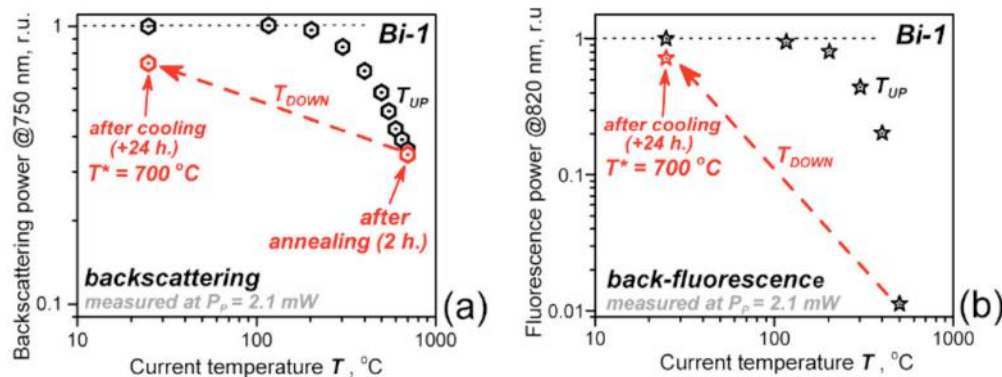 Bi-1
1
Backscattering power @750 nm, r.u.
T_DOWN
T_UP
after cooling
(+24 h.)
T* = 700 °C
after
annealing (2 h.)
backscattering
measured at P_P = 2.1 mW
(a)
0.1
10
100
1000
Current temperature T , °C
Bi-1
1
Fluorescence power @820 nm, r.u.
T_UP
after cooling
(+24 h.)
T* = 700 °C
T_DOWN
0.1
back-fluorescence
measured at P_P = 2.1 mW
(b)
0.01
10
100
1000
Current temperature T , °C